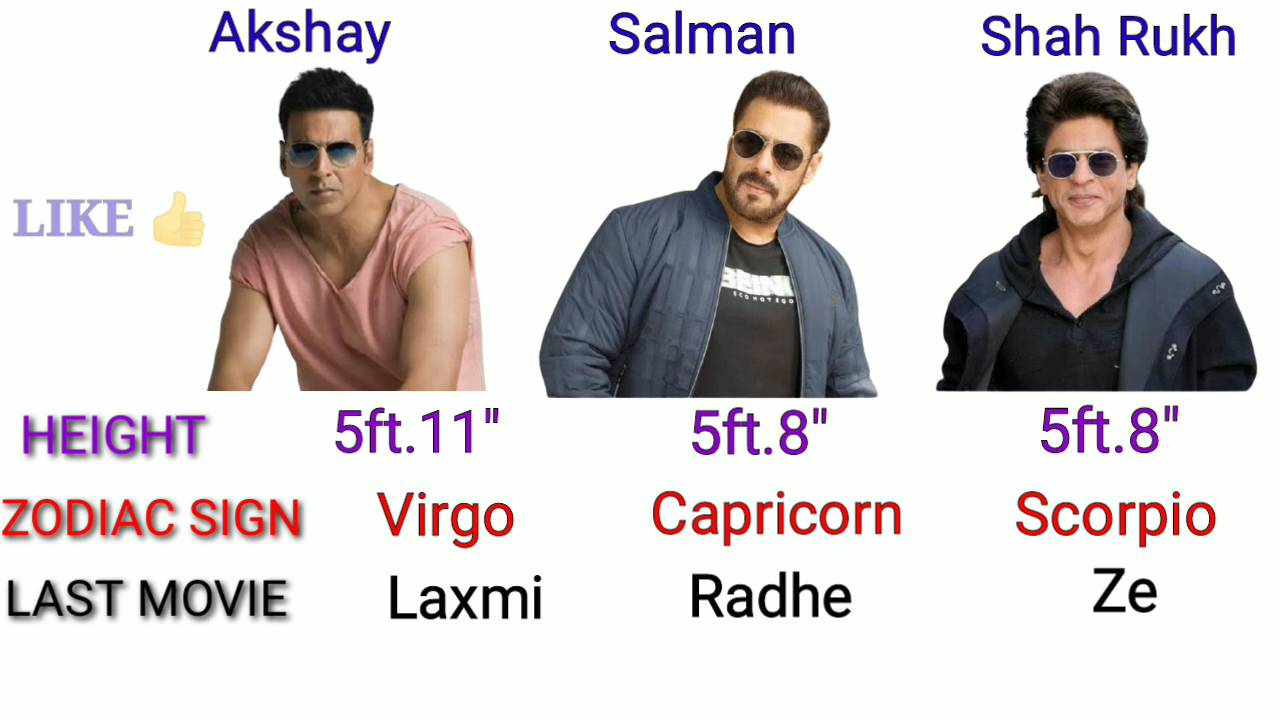 Akshay Salman Shah Rukh
LIKE
BEING
HEIGHT 5ft.11" 5ft.8" 5ft.8"
ZODIAC SIGN Virgo Capricorn Scorpio
LAST MOVIE Laxmi Radhe Ze